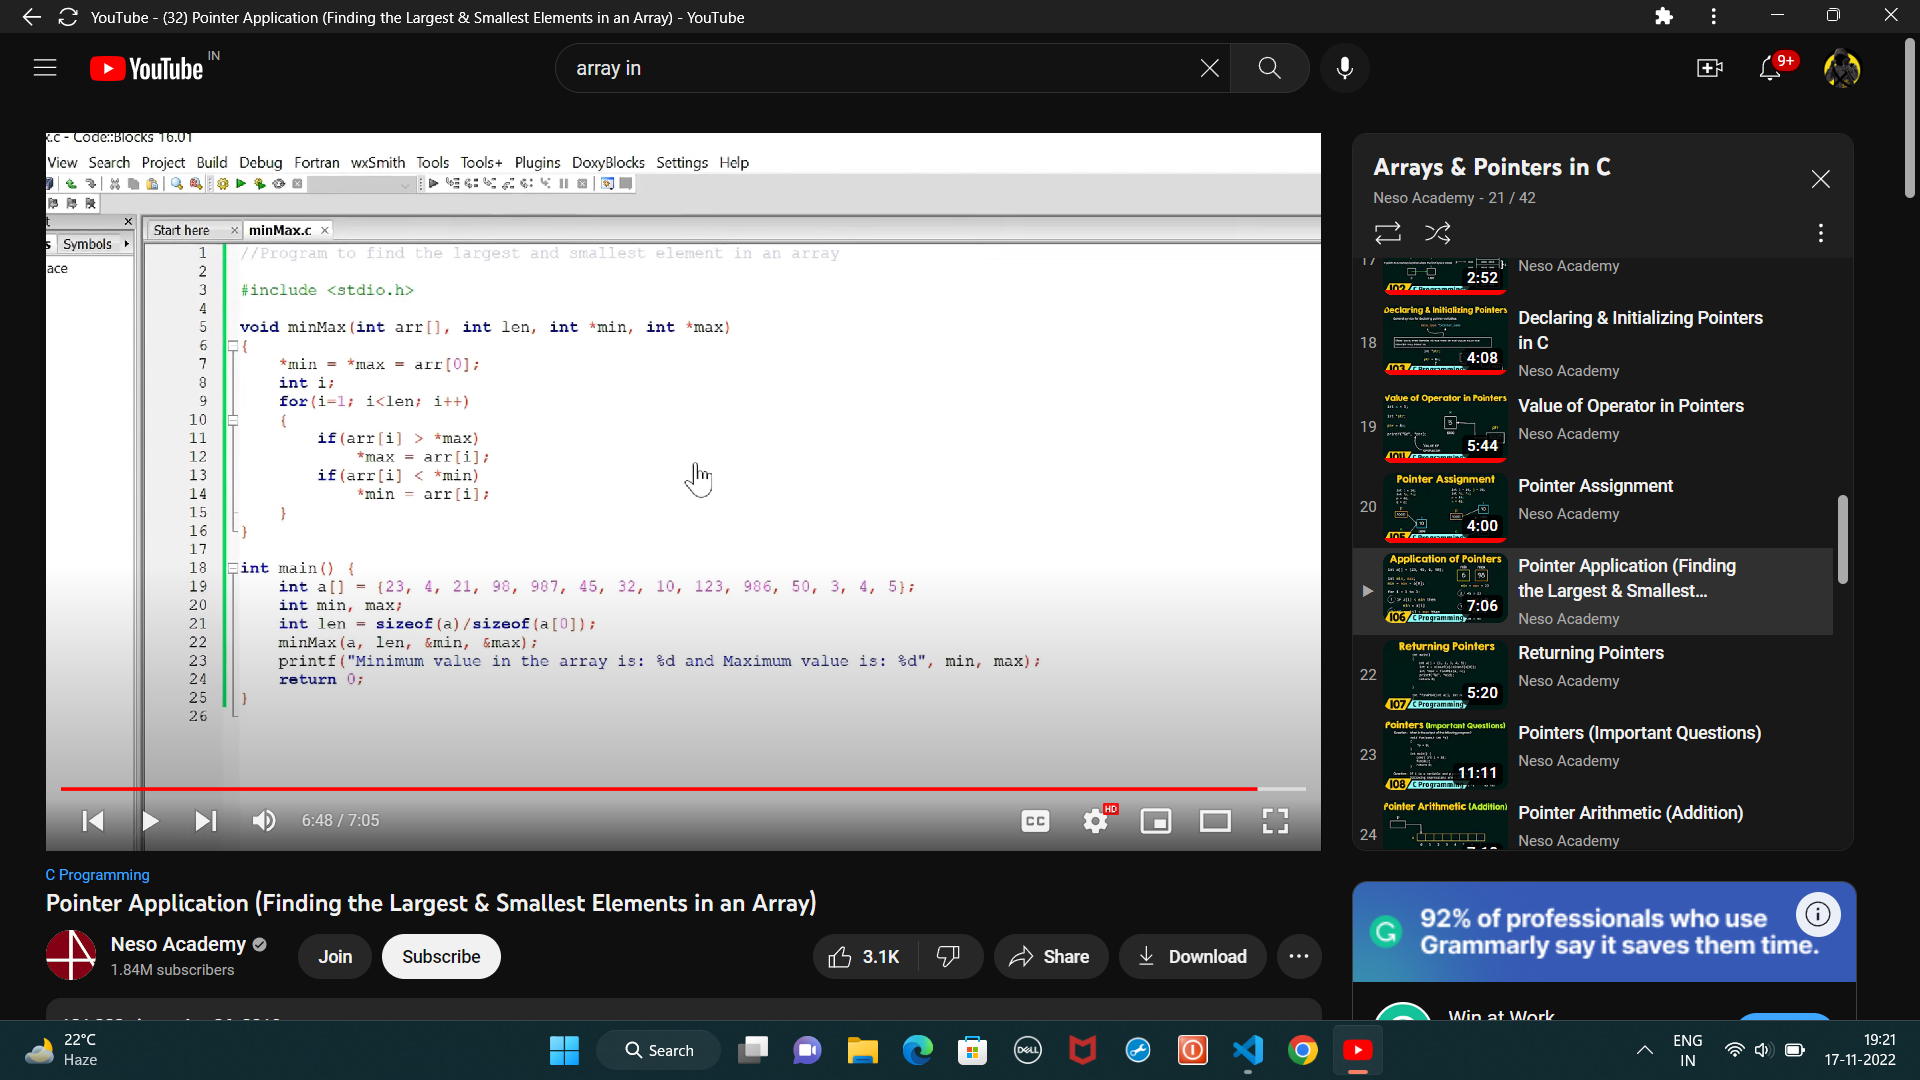 YouTube - (32) Pointer Application (Finding the Largest & Smallest Elements in an Array) - YouTube
YouTube IN
array in
9+
x.c - Code::Blocks 16.01
View Search Project Build Debug Fortran wxSmith Tools Tools+ Plugins DoxyBlocks Settings Help
Symbols
ace
Start here
minMax.c
1 //Program to find the largest and smallest element in an array
2
3 #include <stdio.h>
4
5 void minMax(int arr[], int len, int *min, int *max)
6 {
7 *min = *max = arr[0];
8 int i;
9 for(i=1; i<len; i++)
10 {
11 if(arr[i] > *max)
12 *max = arr[i];
13 if(arr[i] < *min)
14 *min = arr[i];
15 }
16 }
17
18 int main() {
19 int a[] = {23, 4, 21, 98, 987, 45, 32, 10, 123, 986, 50, 3, 4, 5};
20 int min, max;
21 int len = sizeof(a)/sizeof(a[0]);
22 minMax(a, len, &min, &max);
23 printf("Minimum value in the array is: %d and Maximum value is: %d", min, max);
24 return 0;
25 }
26
6:48 / 7:05
CC
HD
C Programming
Pointer Application (Finding the Largest & Smallest Elements in an Array)
Neso Academy
1.84M subscribers
Join
Subscribe
3.1K
Share
Download
Arrays & Pointers in C
Neso Academy - 21 / 42
17
2:52
Neso Academy
18
Declaring & Initializing Pointers
4:08
103
Declaring & Initializing Pointers
in C
Neso Academy
19
Value of Operator in Pointers
5:44
Value of Operator in Pointers
Neso Academy
20
Pointer Assignment
4:00
105
Pointer Assignment
Neso Academy
Application of Pointers
7:06
106 C Programming
Pointer Application (Finding
the Largest & Smallest...
Neso Academy
22
Returning Pointers
5:20
107 C Programming
Returning Pointers
Neso Academy
23
Pointers (Important Questions)
11:11
108 C Programming
Pointers (Important Questions)
Neso Academy
24
Pointer Arithmetic (Addition)
Pointer Arithmetic (Addition)
Neso Academy
92% of professionals who use
Grammarly say it saves them time.
Win at Work
22°C
Haze
Search
DELL
ENG
IN
19:21
17-11-2022